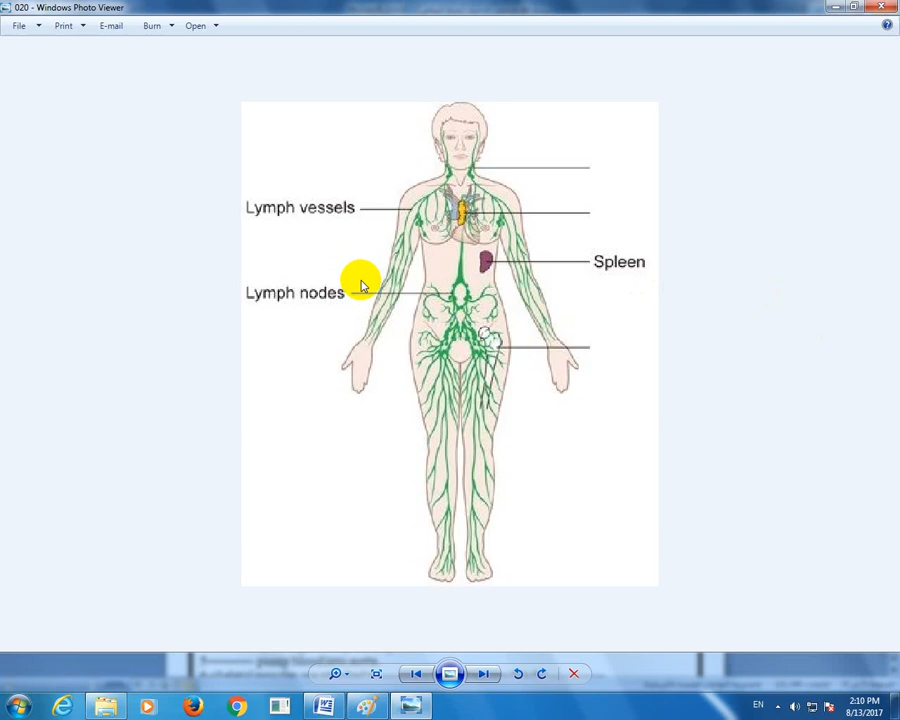 020 - Windows Photo Viewer
File Print E-mail Burn Open
Lymph vessels
Spleen
Lymph nodes
EN
2:10 PM
8/13/2017